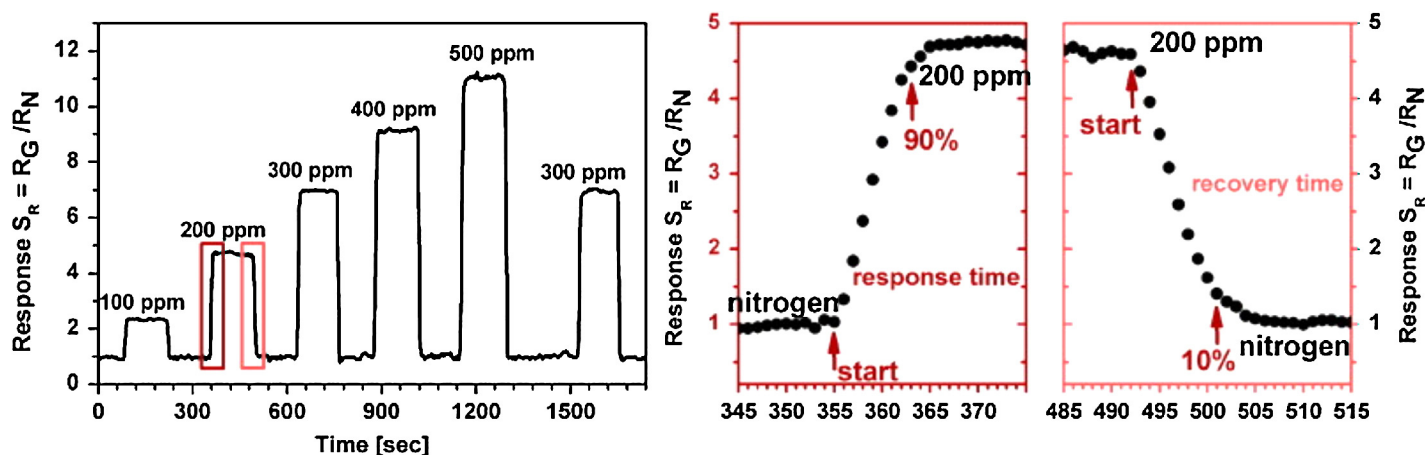 Response S_R = R_G /R_N
12
10
8
6
4
2
0
100 ppm
200 ppm
300 ppm
400 ppm
500 ppm
300 ppm
0
300
600
900
1200
1500
Time [sec]
Response S_R = R_G /R_N
5
4
3
2
1
200 ppm
90%
response time
nitrogen
start
345
350
355
360
365
370
200 ppm
start
recovery time
nitrogen
10%
485
490
495
500
505
510
515
5
4
3
2
1
Response S_R = R_G /R_N